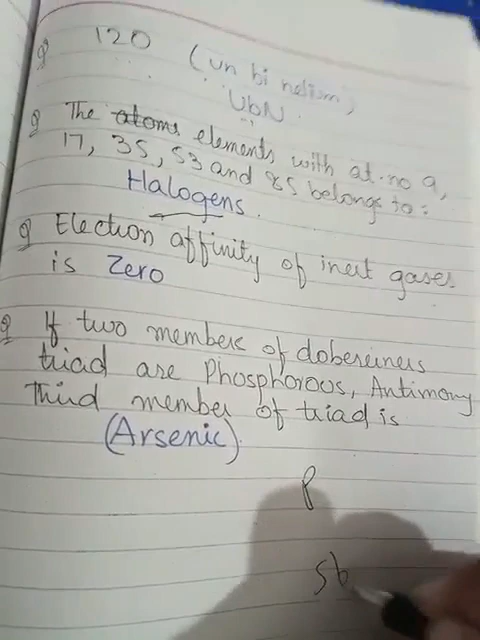 Q 120 (un bi nelium)
UbN
Q The atoms elements with at. no 9,
17, 35, 53 and 85 belongs to:
Halogens.
Q Election affinity of inert gases
is Zero
Q If two members of dobereiners
triad are Phosphorous, Antimony
Third member of triad is
(Arsenic)
P
Sb